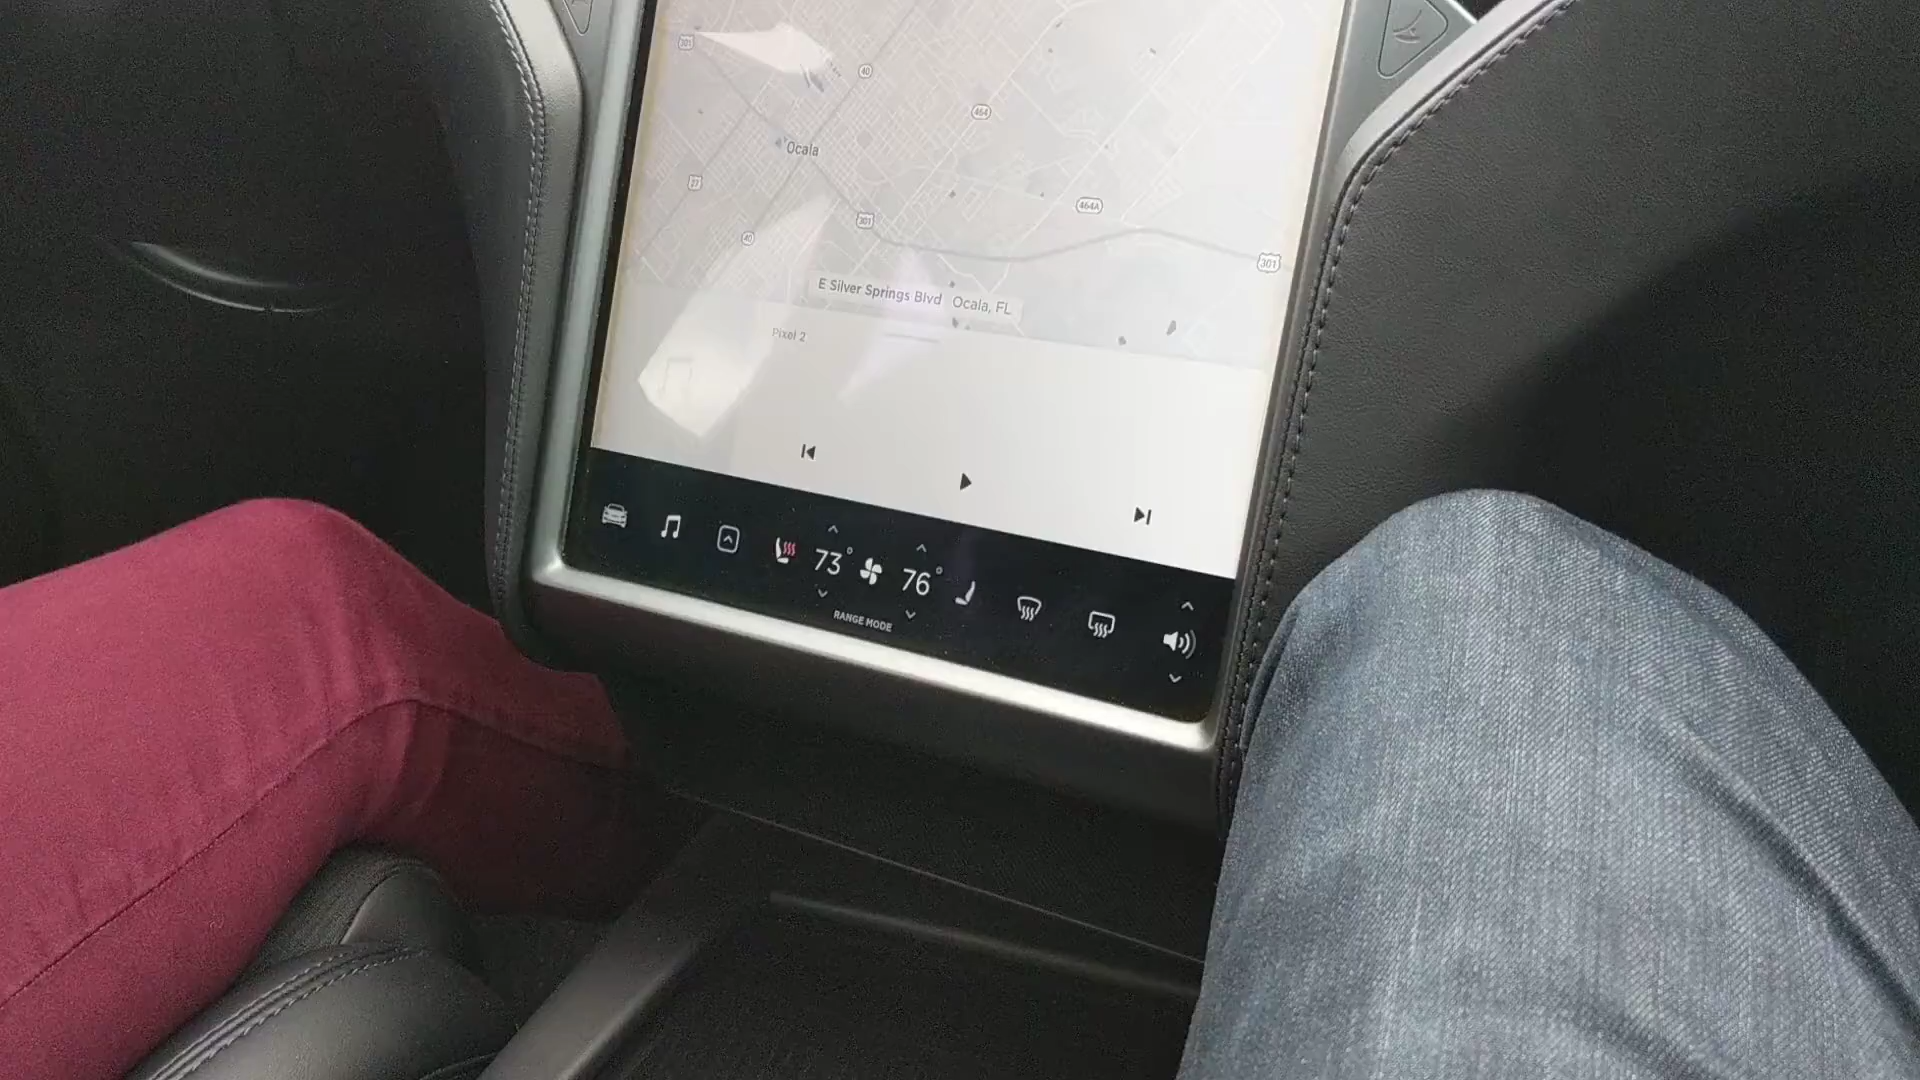 301
40
464
Ocala
27
464A
301
40
301
E Silver Springs Blvd Ocala, FL
Pixel 2
73°
76°
RANGE MODE